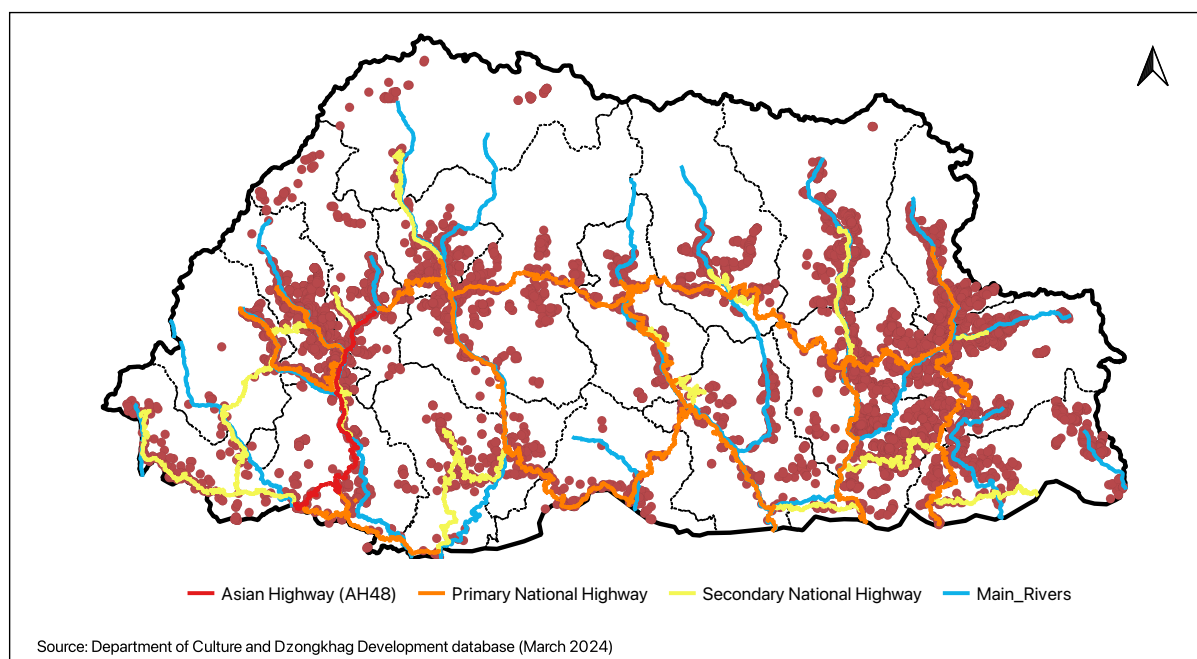 Asian Highway (AH48) Primary National Highway Secondary National Highway Main_Rivers
Source: Department of Culture and Dzongkhag Development database (March 2024)